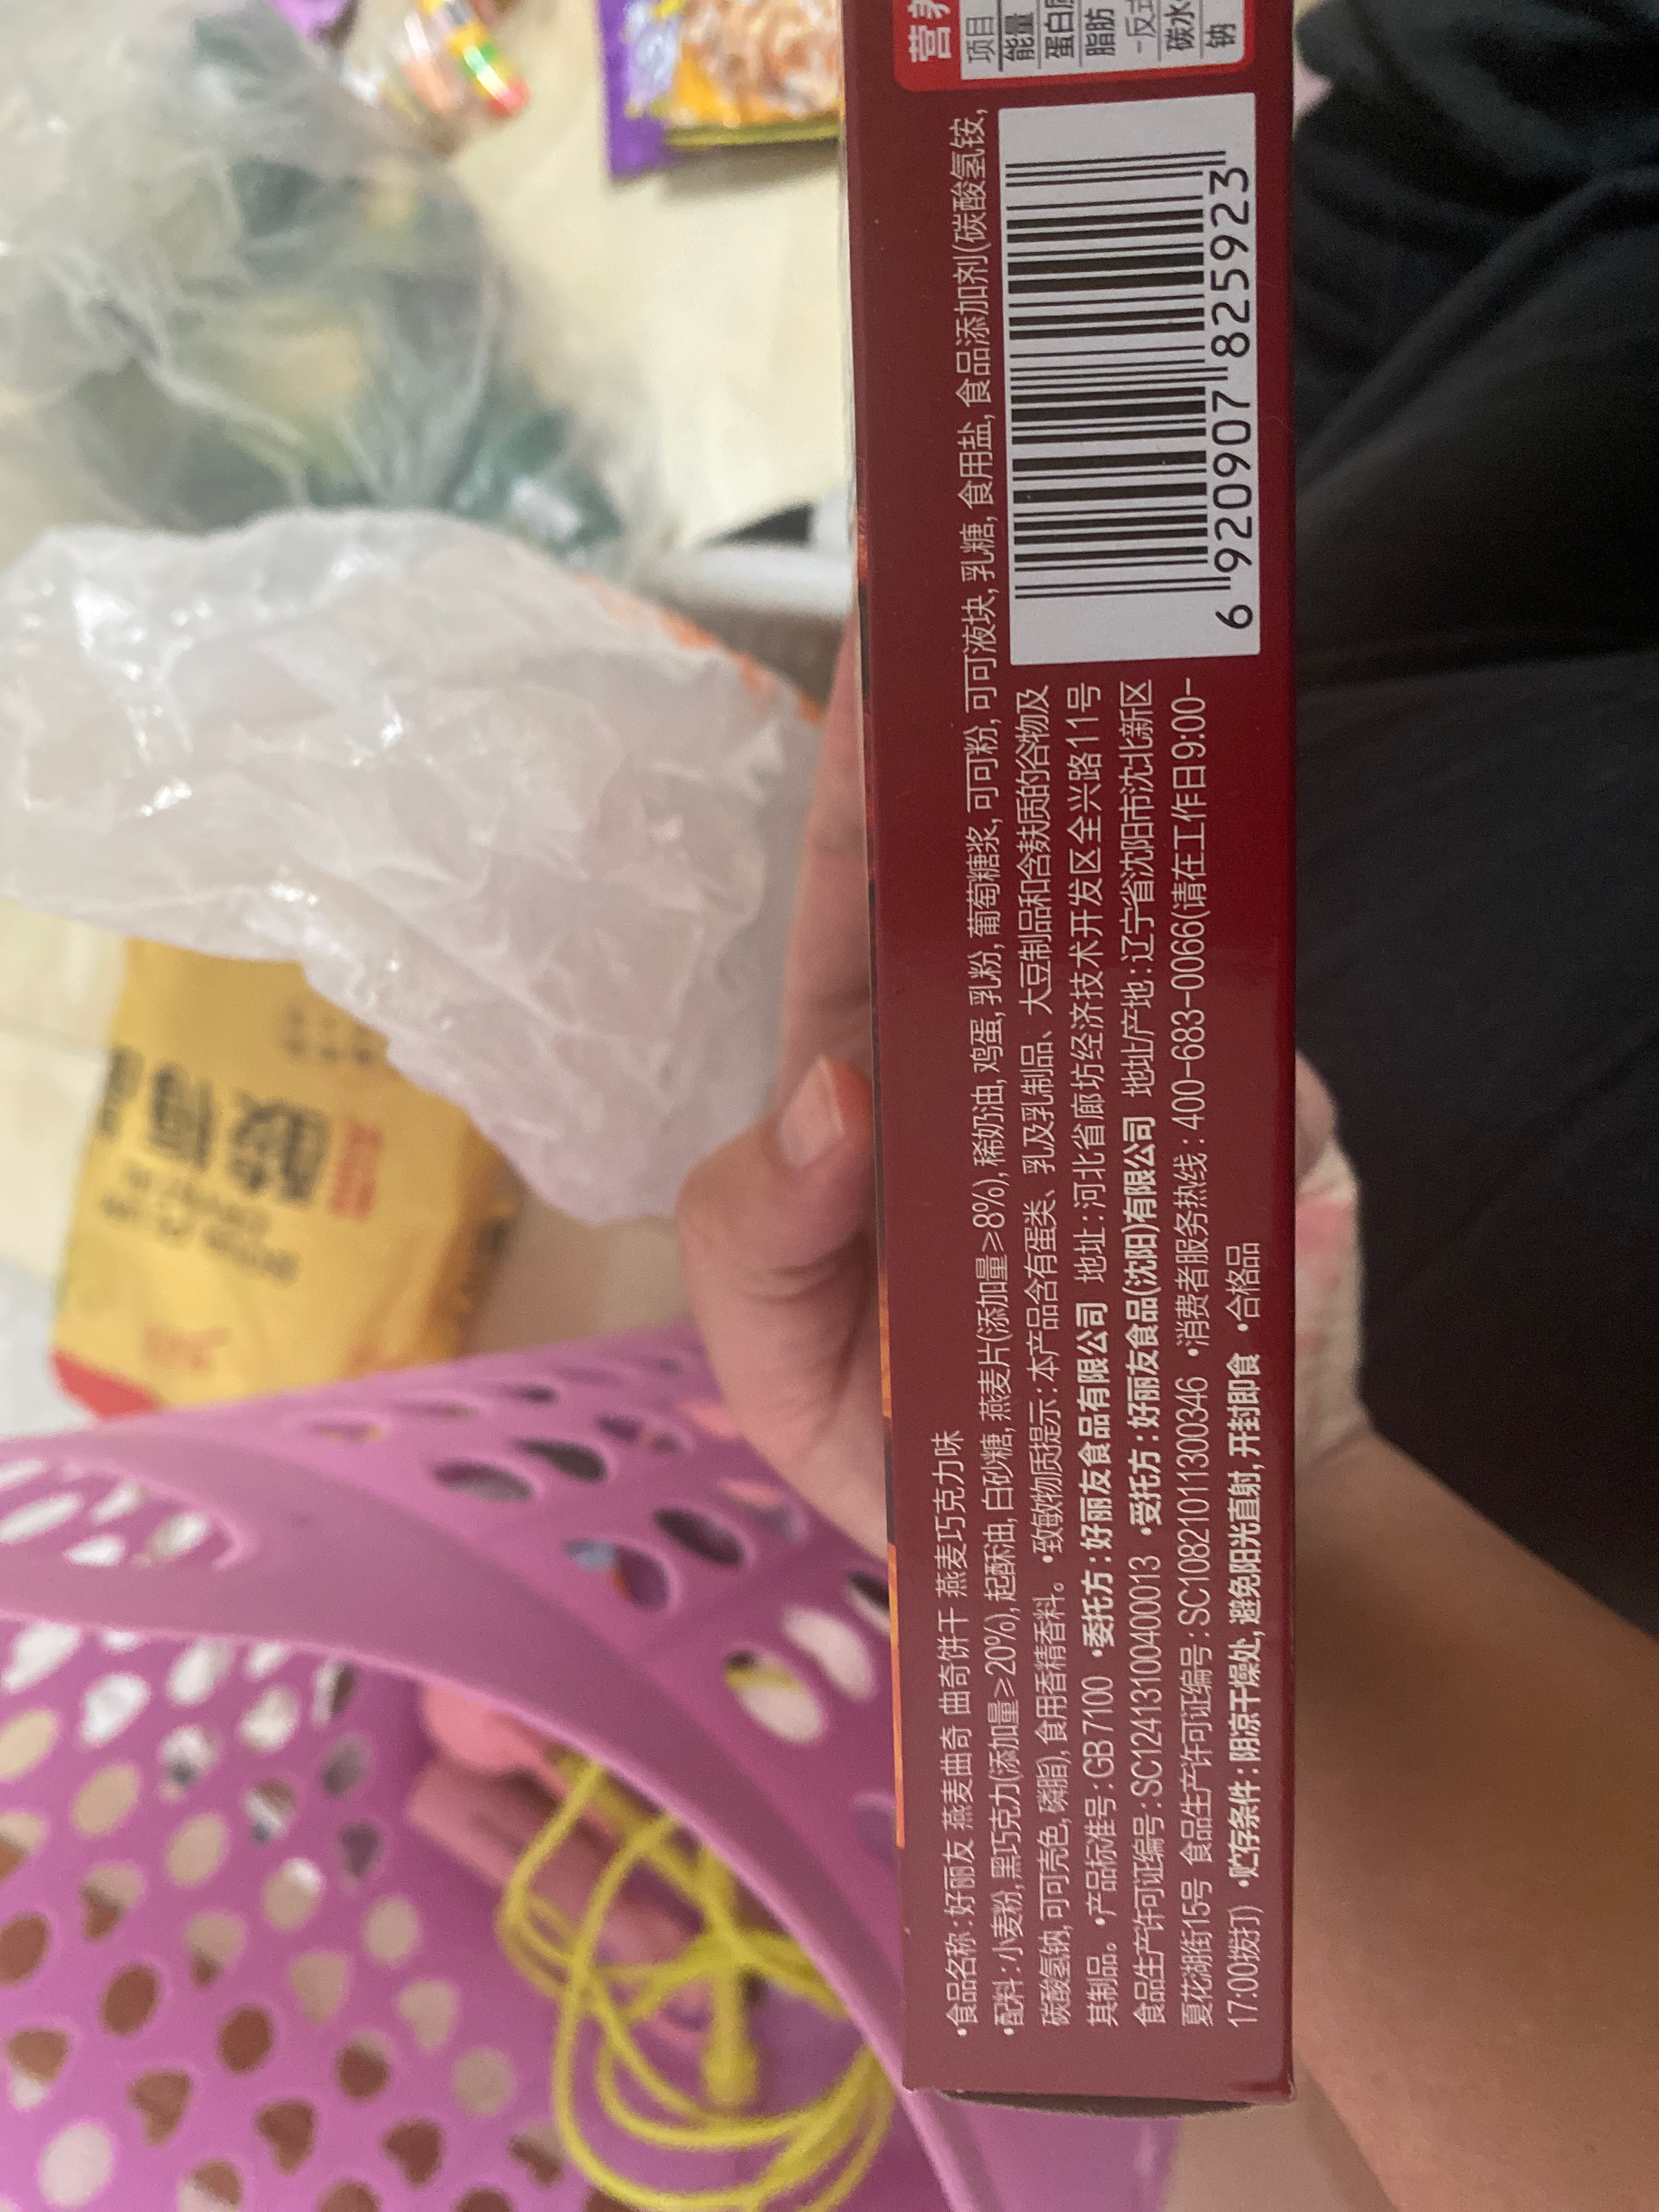 •食品名称:好丽友 燕麦曲奇 曲奇饼干 燕麦巧克力味
•配料:小麦粉,黑巧克力(添加量≥20%),起酥油,白砂糖,燕麦片(添加量≥8%),稀奶油,鸡蛋,乳粉,葡萄糖浆,可可粉,可可液块,乳糖,食用盐,食品添加剂(碳酸氢铵,
碳酸氢钠,可可壳色,磷脂),食用香精香料。 •致敏物质提示:本产品含有蛋类、乳及乳制品、大豆制品和含麸质的谷物及
其制品。 •产品标准号:GB 7100 •委托方:好丽友食品有限公司 地址:河北省廊坊经济技术开发区全兴路11号
食品生产许可证编号:SC12413100400013 •受托方:好丽友食品(沈阳)有限公司 地址/产地:辽宁省沈阳市沈北新区
夏花湖街15号 食品生产许可证编号:SC10821011300346 •消费者服务热线:400-683-0066(请在工作日9:00-
17:00拨打) •贮存条件:阴凉干燥处,避免阳光直射,开封即食 •合格品
6 920907 825923
营养
项目
能量
蛋白质
脂肪
-反式
碳水
钠